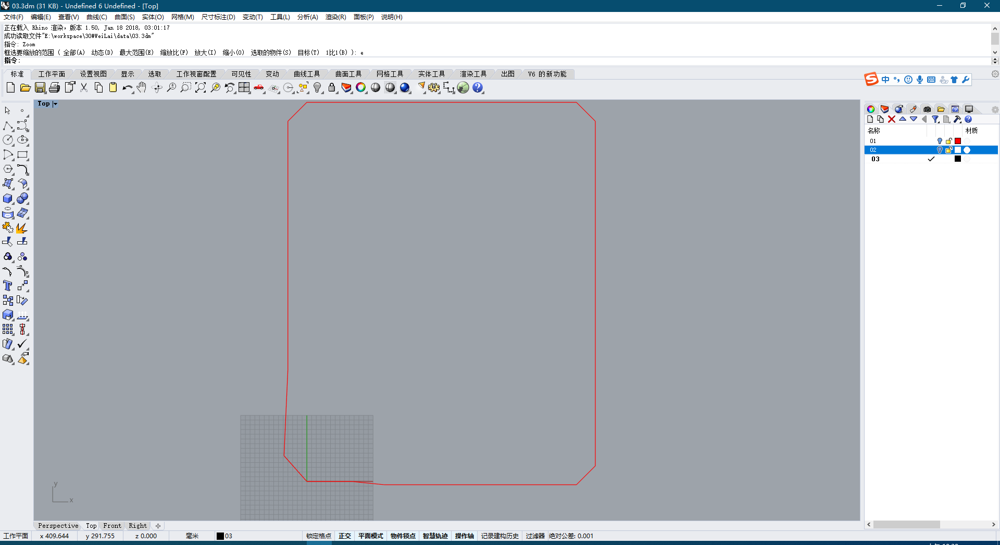 03.3dm (31 KB) - Undefined 6 Undefined - [Top]
文件(F) 编辑(E) 查看(V) 曲线(C) 曲面(S) 实体(O) 网格(M) 尺寸标注(D) 变动(T) 工具(L) 分析(A) 渲染(R) 面板(P) 说明(H)
正在载入 Rhino 渲染，版本 1.50, Jan 18 2018, 03:01:17
成功读取文件"E:\workspace\30#WeiLai\data\03.3dm"
指令: Zoom
框选要缩放的范围 ( 全部(A) 动态(D) 最大范围(E) 缩放比(F) 放大(I) 缩小(O) 选取的物件(S) 目标(T) 1比1(B) ): e
指令:
标准 工作平面 设置视图 显示 选取 工作视窗配置 可见性 变动 曲线工具 曲面工具 网格工具 实体工具 渲染工具 出图 V6 的新功能
中
Top
名称 材质
01
02
03
y
x
Perspective Top Front Right
工作平面 x 409.644 y 291.755 z 0.000 毫米 03 锁定格点 正交 平面模式 物件锁点 智慧轨迹 操作轴 记录建构历史 过滤器 绝对公差: 0.001